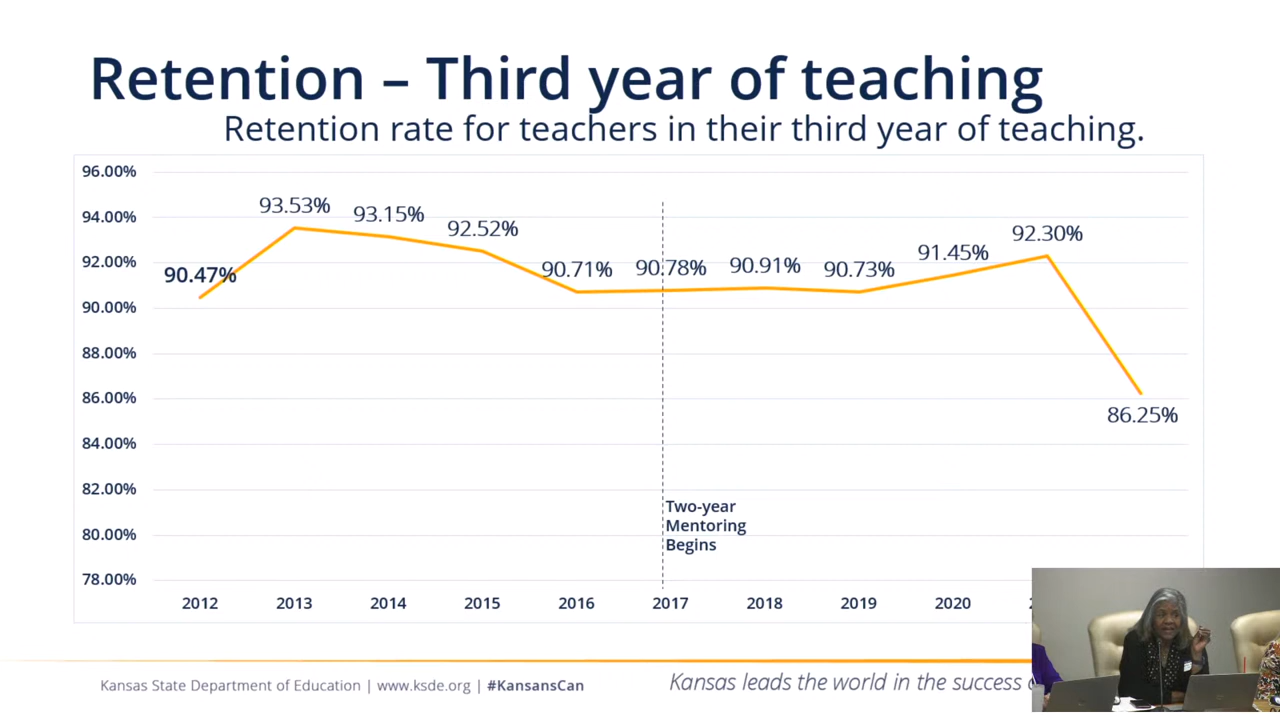 Retention – Third year of teaching
Retention rate for teachers in their third year of teaching.
96.00%
94.00%
92.00%
90.00%
88.00%
86.00%
84.00%
82.00%
80.00%
78.00%
90.47%
93.53%
93.15%
92.52%
90.71%
90.78%
90.91%
90.73%
91.45%
92.30%
86.25%
Two-year
Mentoring
Begins
2012 2013 2014 2015 2016 2017 2018 2019 2020
Kansas State Department of Education | www.ksde.org | #KansansCan
Kansas leads the world in the success